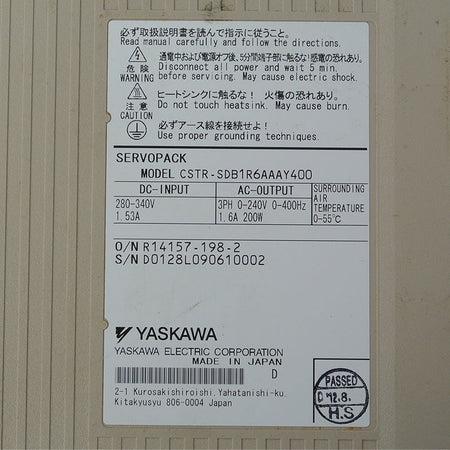 必ず取扱説明書を読んで指示に従うこと。
Read manual carefully and follow the directions.
危険
WARNING
通電中および電源オフ後、5分間端子部に触るな! 感電の恐れあり。
Disconnect all power and wait 5 min
before servicing. May cause electric shock.
注意
CAUTION
ヒートシンクに触るな! 火傷の恐れあり。
Do not touch heatsink. May cause burn.
必ずアース線を接続せよ!
Use proper grounding techniques.
SERVOPACK
MODEL CSTR-SDB1R6AAAY400
DC-INPUT
280-340V
1.53A
AC-OUTPUT
3PH 0-240V 0-400Hz
1.6A 200W
SURROUNDING
AIR
TEMPERATURE
0-55℃
O/N R14157-198-2
S/N D0128L090610002
YASKAWA
YASKAWA ELECTRIC CORPORATION
MADE IN JAPAN
D
2-1 Kurosakishiroishi, Yahatanishi-ku,
Kitakyusyu 806-0004 Japan
PASSED
D '12.8.
H.S